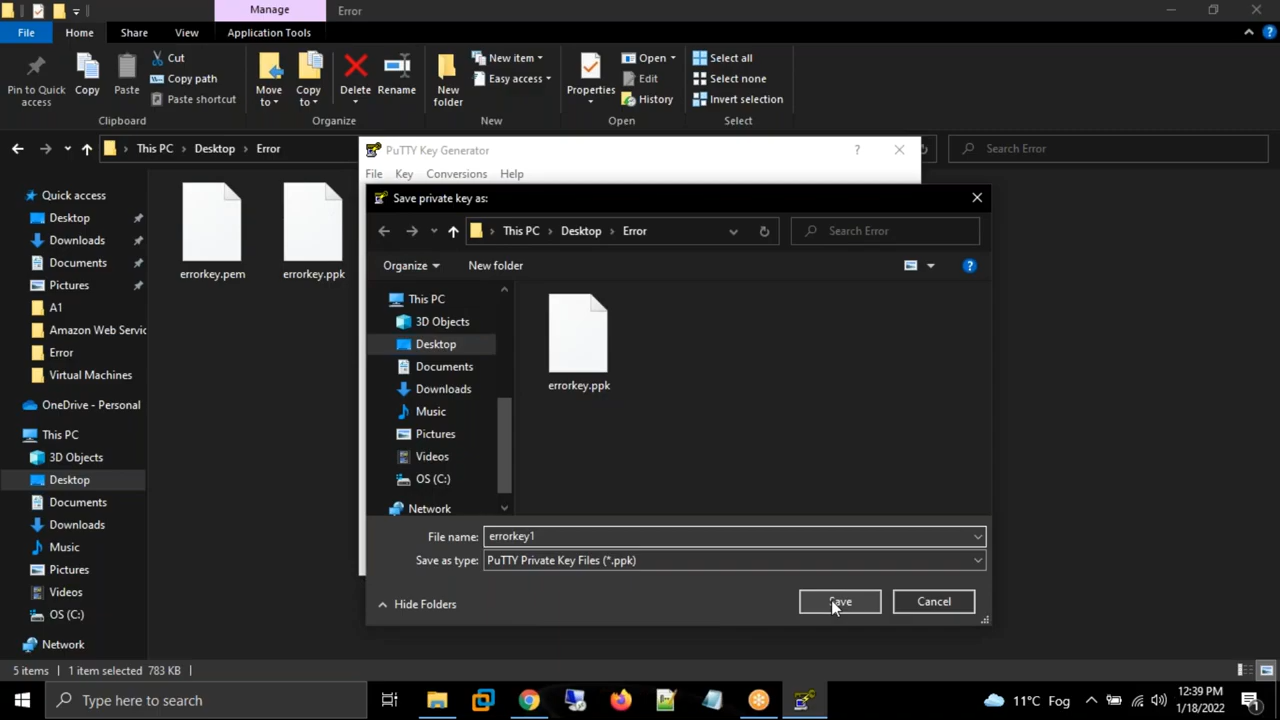 Manage
Error
File
Home
Share
View
Application Tools
Pin to Quick access
Copy
Paste
Cut
Copy path
Paste shortcut
Clipboard
Move to
Copy to
Delete
Rename
Organize
New folder
New item
Easy access
New
Properties
Open
Edit
History
Open
Select all
Select none
Invert selection
Select
This PC
Desktop
Error
Search Error
Quick access
Desktop
Downloads
Documents
Pictures
A1
Amazon Web Servic
Error
Virtual Machines
OneDrive - Personal
This PC
3D Objects
Desktop
Documents
Downloads
Music
Pictures
Videos
OS (C:)
Network
errorkey.pem
errorkey.ppk
PuTTY Key Generator
?
File
Key
Conversions
Help
Save private key as:
This PC
Desktop
Error
Search Error
Organize
New folder
This PC
3D Objects
Desktop
Documents
Downloads
Music
Pictures
Videos
OS (C:)
Network
errorkey.ppk
File name: errorkey1
Save as type: PuTTY Private Key Files (*.ppk)
Hide Folders
Save
Cancel
5 items
1 item selected 783 KB
Type here to search
11°C Fog
12:39 PM
1/18/2022
1